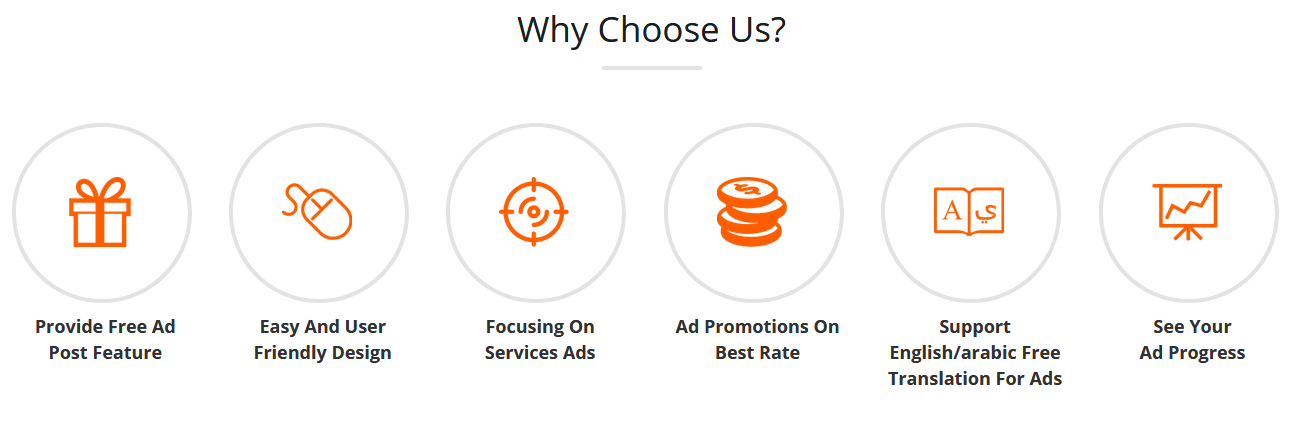 Why Choose Us?
A ي
Provide Free Ad
Post Feature
Easy And User
Friendly Design
Focusing On
Services Ads
Ad Promotions On
Best Rate
Support
English/arabic Free
Translation For Ads
See Your
Ad Progress